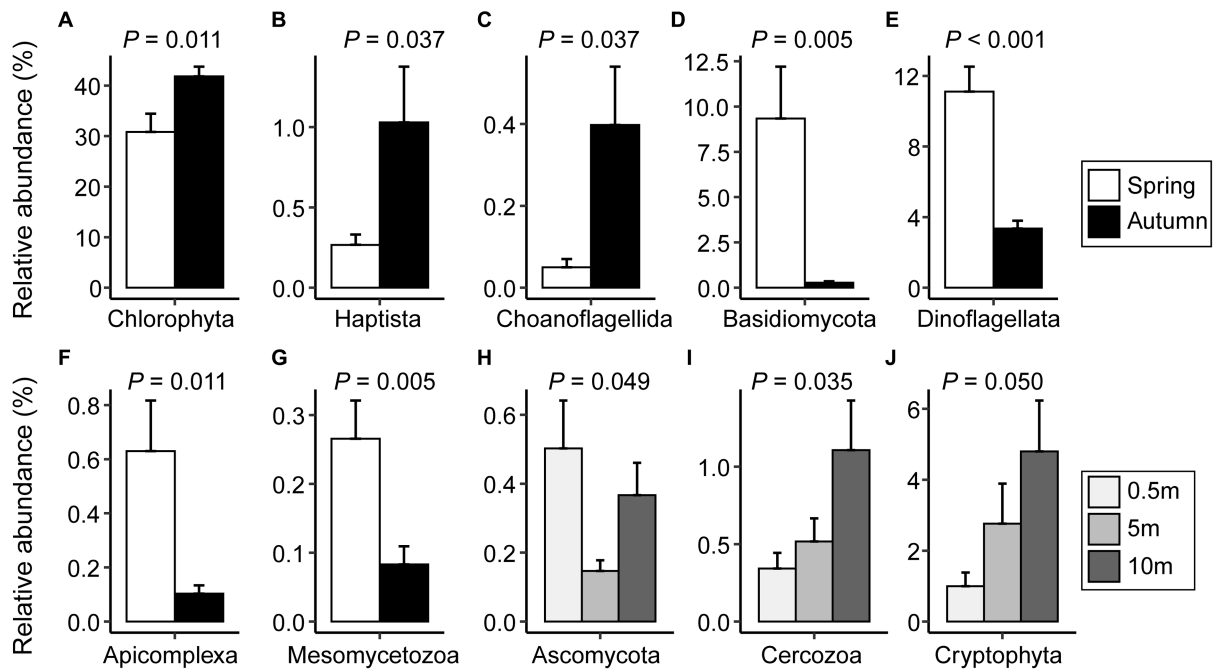 A B C D E
P = 0.011 P = 0.037 P = 0.037 P = 0.005 P < 0.001
Relative abundance (%)
40 30 20 10 0
1.0 0.5 0.0
0.4 0.2 0.0
12.5 10.0 7.5 5.0 2.5 0.0
12 8 4 0
Chlorophyta Haptista Choanoflagellida Basidiomycota Dinoflagellata
Spring
Autumn
F G H I J
P = 0.011 P = 0.005 P = 0.049 P = 0.035 P = 0.050
Relative abundance (%)
0.8 0.6 0.4 0.2 0.0
0.3 0.2 0.1 0.0
0.6 0.4 0.2 0.0
1.0 0.5 0.0
6 4 2 0
Apicomplexa Mesomycetozoa Ascomycota Cercozoa Cryptophyta
0.5m
5m
10m